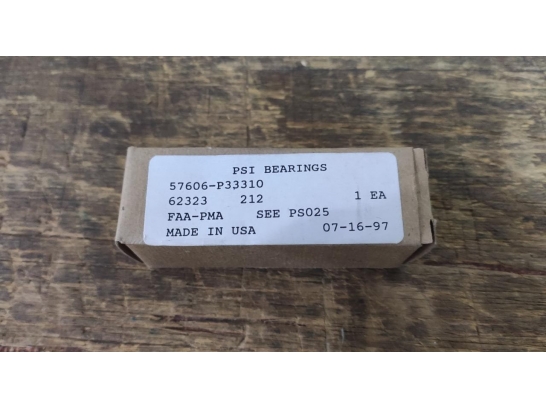 PSI BEARINGS
57606-P33310
62323 212 1 EA
FAA-PMA SEE PS025
MADE IN USA 07-16-97